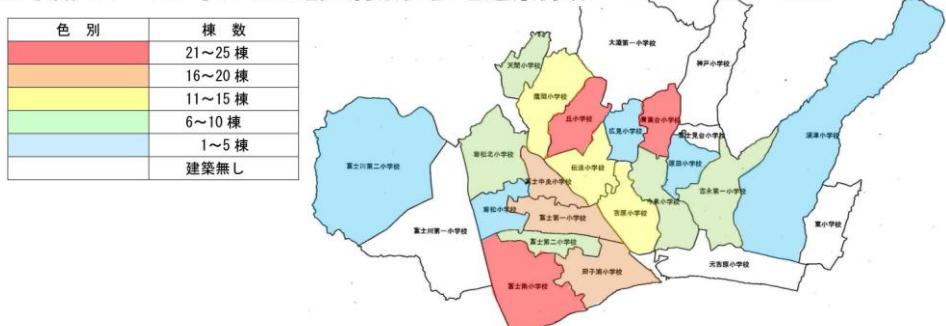 色 別 棟 数
21～25 棟
16～20 棟
11～15 棟
6～10 棟
1～5 棟
建築無し
大淵第一小学校
神戸小学校
天間小学校
鷹岡小学校
丘小学校
広見小学校
青葉台小学校
富士見台小学校
須津小学校
富士川第二小学校
岩松北小学校
伝法小学校
原田小学校
吉永第一小学校
富士中央小学校
今泉小学校
岩松小学校
富士第一小学校
吉原小学校
東小学校
富士川第一小学校
富士第二小学校
元吉原小学校
田子浦小学校
富士南小学校